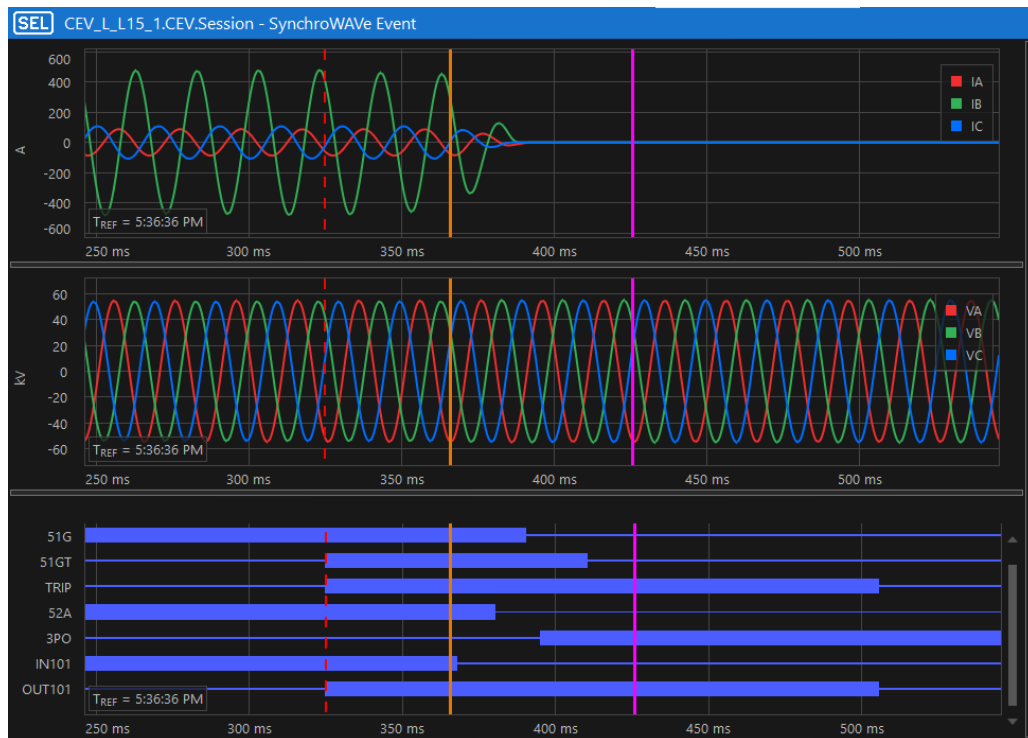 SEL CEV_L_L15_1.CEV.Session - SynchroWAVe Event
600
400
200
0
-200
-400
-600
A
IA
IB
IC
T_REF = 5:36:36 PM
250 ms 300 ms 350 ms 400 ms 450 ms 500 ms
60
40
20
0
-20
-40
-60
kV
VA
VB
VC
T_REF = 5:36:36 PM
250 ms 300 ms 350 ms 400 ms 450 ms 500 ms
51G
51GT
TRIP
52A
3PO
IN101
OUT101
T_REF = 5:36:36 PM
250 ms 300 ms 350 ms 400 ms 450 ms 500 ms